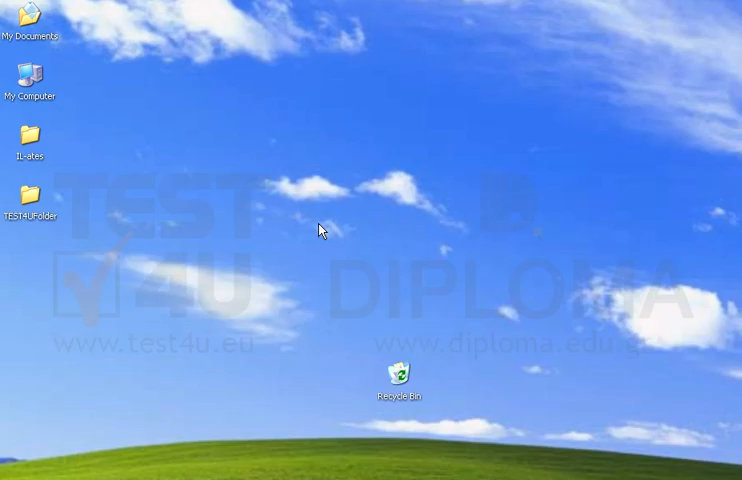 My Documents
My Computer
IL-ates
TEST4UFolder
TEST
4U
www.test4u.eu
D
DIPLOMA
www.diploma.edu.g
Recycle Bin